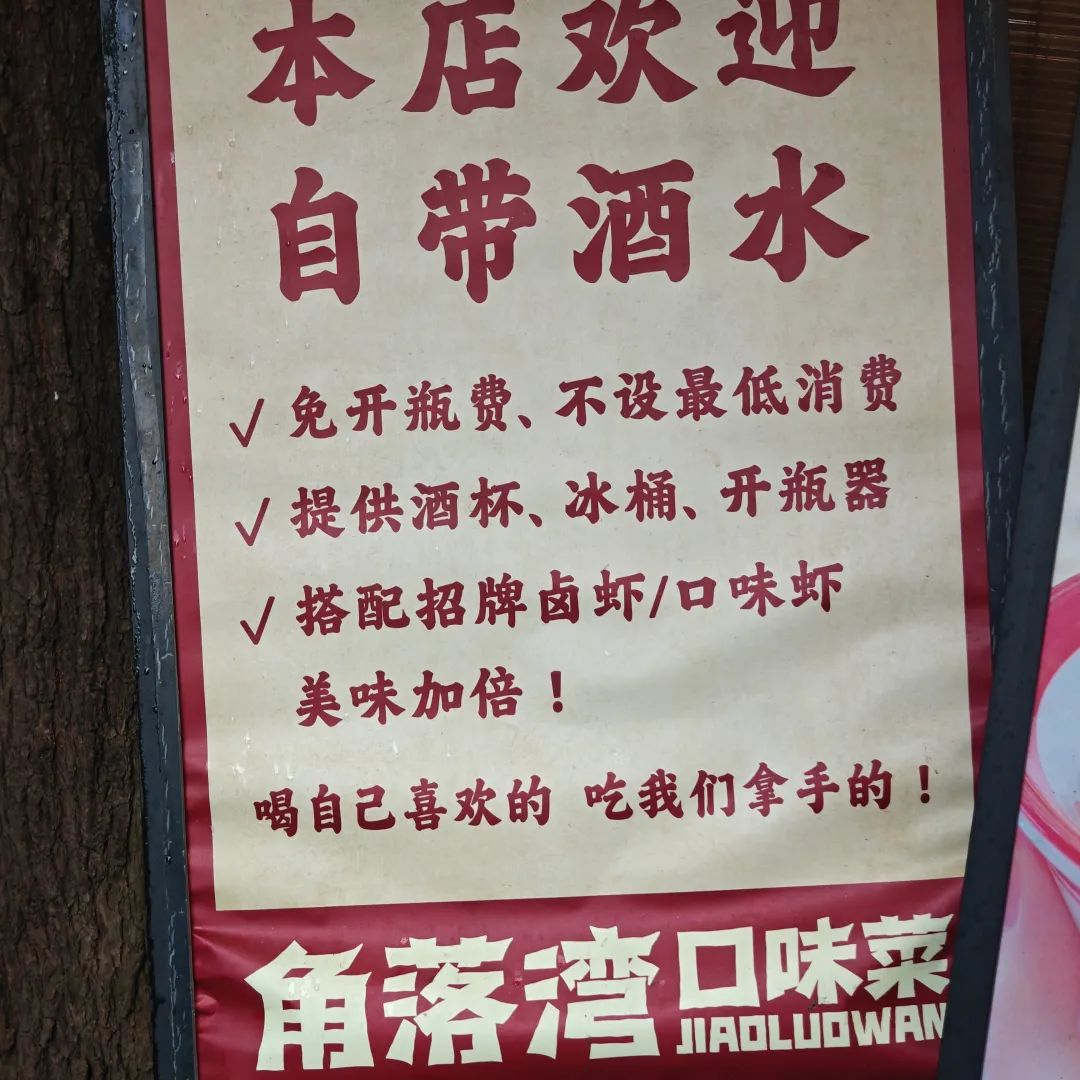 本店欢迎
自带酒水
✓ 免开瓶费、不设最低消费
✓ 提供酒杯、冰桶、开瓶器
✓ 搭配招牌卤虾/口味虾
美味加倍！
喝自己喜欢的 吃我们拿手的！
角落湾 口味菜
JIAOLUOWAN